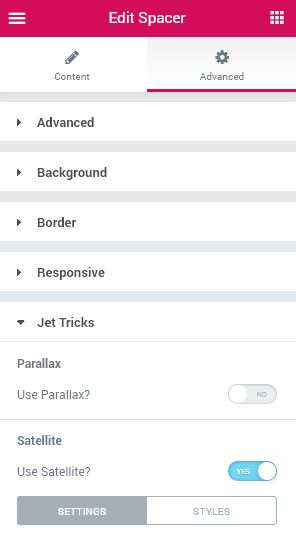 Edit Spacer
Content Advanced
Advanced
Background
Border
Responsive
Jet Tricks
Parallax
Use Parallax? NO
Satellite
Use Satellite? YES
SETTINGS STYLES